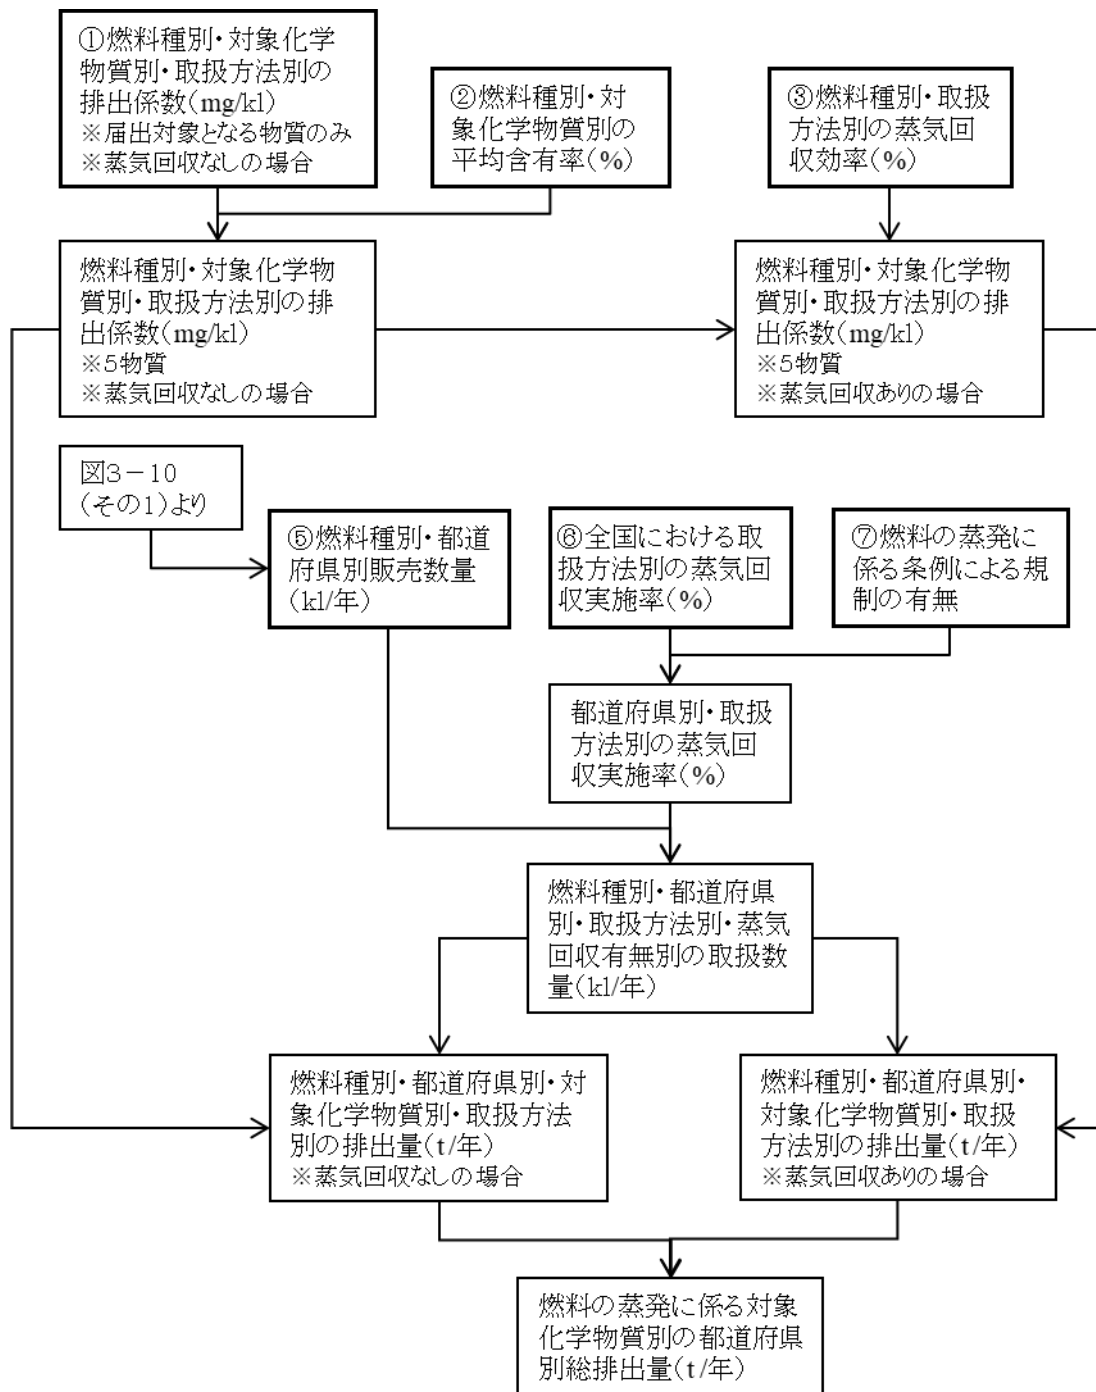 ①燃料種別・対象化学
物質別・取扱方法別の
排出係数(mg/kl)
※届出対象となる物質のみ
※蒸気回収なしの場合
②燃料種別・対
象化学物質別の
平均含有率(%)
③燃料種別・取扱
方法別の蒸気回
収効率(%)
燃料種別・対象化学物
質別・取扱方法別の排
出係数(mg/kl)
※5物質
※蒸気回収なしの場合
燃料種別・対象化学物
質別・取扱方法別の排
出係数(mg/kl)
※5物質
※蒸気回収ありの場合
図3-10
(その1)より
⑤燃料種別・都道
府県別販売数量
(kl/年)
⑥全国における取
扱方法別の蒸気回
収実施率(%)
⑦燃料の蒸発に
係る条例による規
制の有無
都道府県別・取扱
方法別の蒸気回
収実施率(%)
燃料種別・都道府県
別・取扱方法別・蒸気
回収有無別の取扱数
量(kl/年)
燃料種別・都道府県別・対
象化学物質別・取扱方法
別の排出量(t/年)
※蒸気回収なしの場合
燃料種別・都道府県別・
対象化学物質別・取扱
方法別の排出量(t/年)
※蒸気回収ありの場合
燃料の蒸発に係る対象
化学物質別の都道府県
別総排出量(t/年)